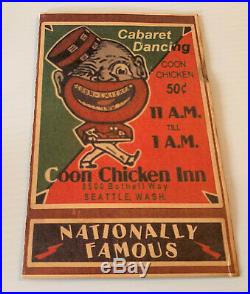 Cabaret
Dancing
COON
CHICKEN
50¢
11 A.M.
TILL
1 A.M.
Coon Chicken Inn
8500 Bothell Way
SEATTLE, WASH.
NATIONALLY
FAMOUS